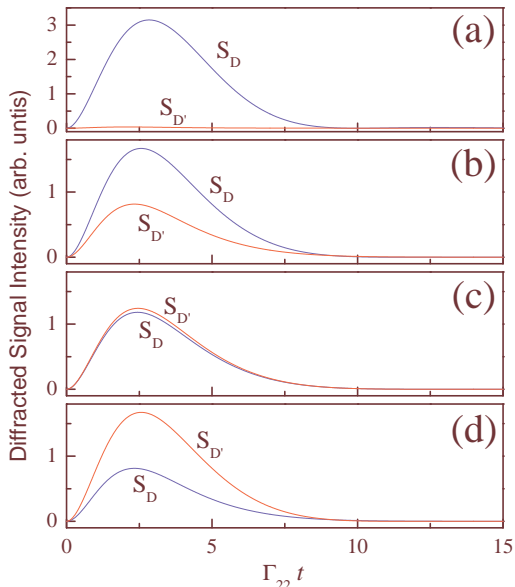 Diffracted Signal Intensity (arb. untis)
3
2
1
0
S_D
S_D'
(a)
1
0
S_D
S_D'
(b)
1
0
S_D'
S_D
(c)
1
0
S_D'
S_D
(d)
0 5 10 15
Γ_22 t